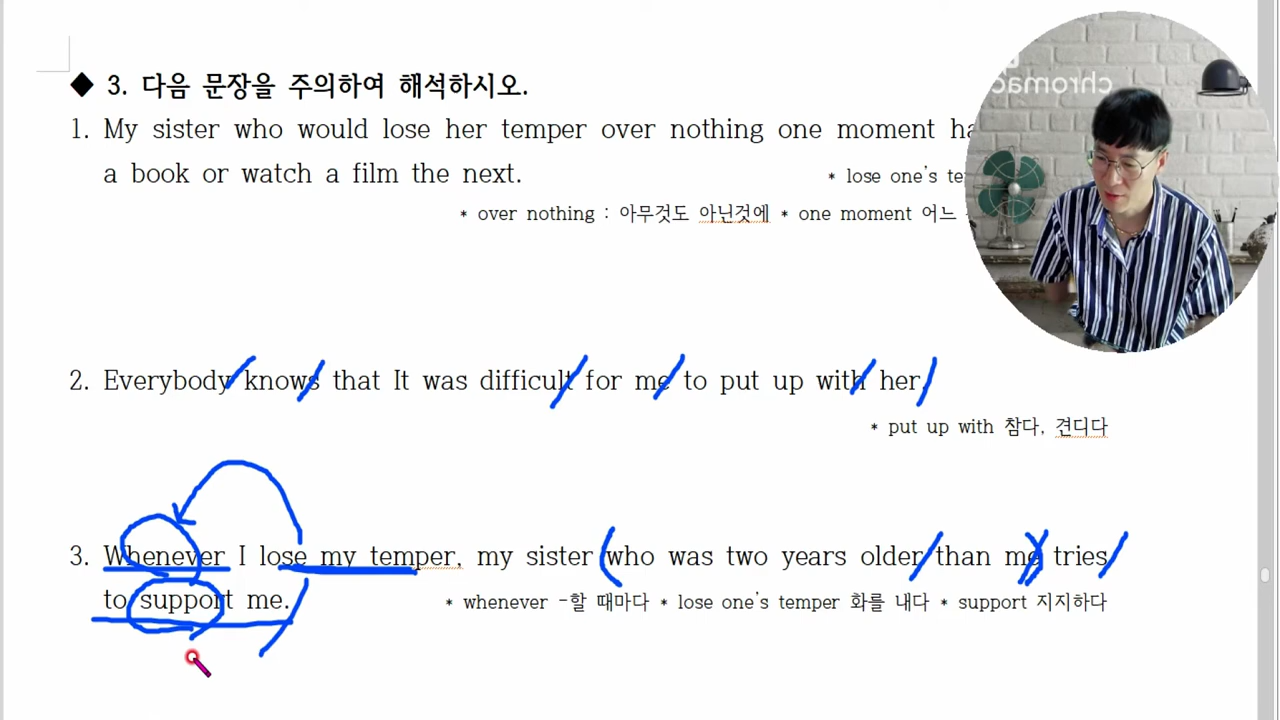 ◆ 3. 다음 문장을 주의하여 해석하시오.
chromac
1. My sister who would lose her temper over nothing one moment
a book or watch a film the next.
* lose one's
* over nothing : 아무것도 아닌것에 * one moment 어느
2. Everybody knows that It was difficult for me to put up with her.
* put up with 참다, 견디다
3. Whenever I lose my temper, my sister who was two years older than me tries
to support me.
* whenever -할 때마다 * lose one's temper 화를 내다 * support 지지하다